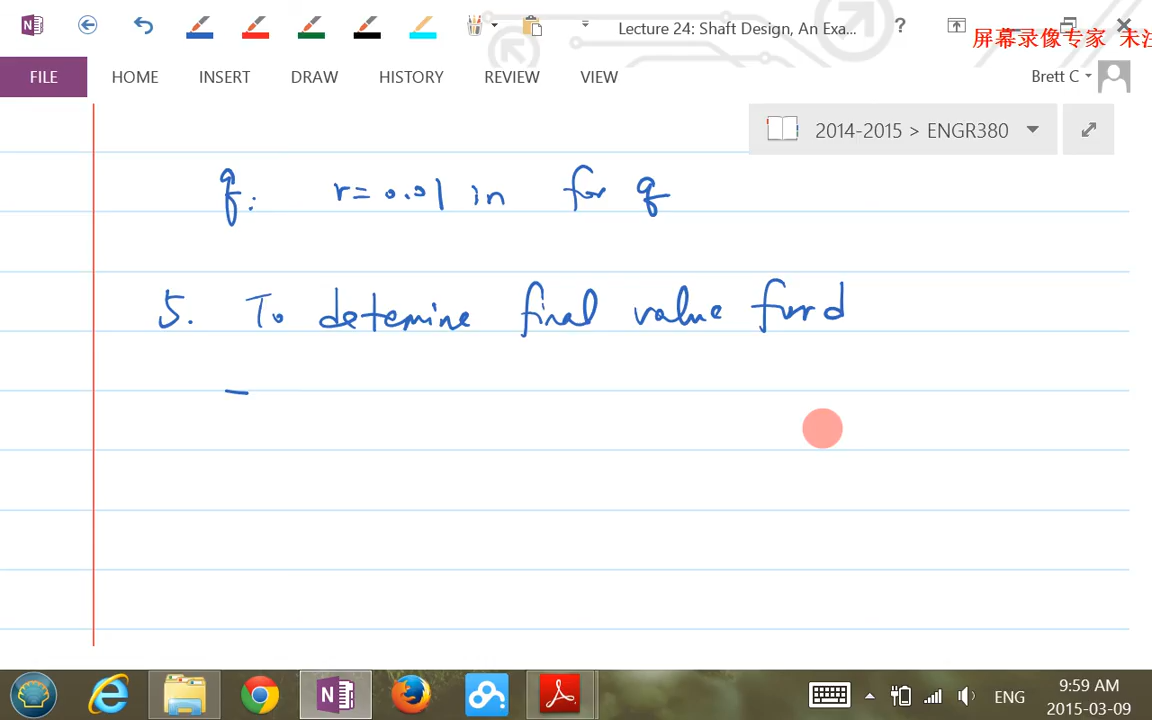 Lecture 24: Shaft Design, An Exa...
?
屏幕录像专家 未注
FILE HOME INSERT DRAW HISTORY REVIEW VIEW
Brett C
2014-2015 > ENGR380
q: r = 0.01 in for q
5. To detemine final value for d
–
ENG
9:59 AM
2015-03-09